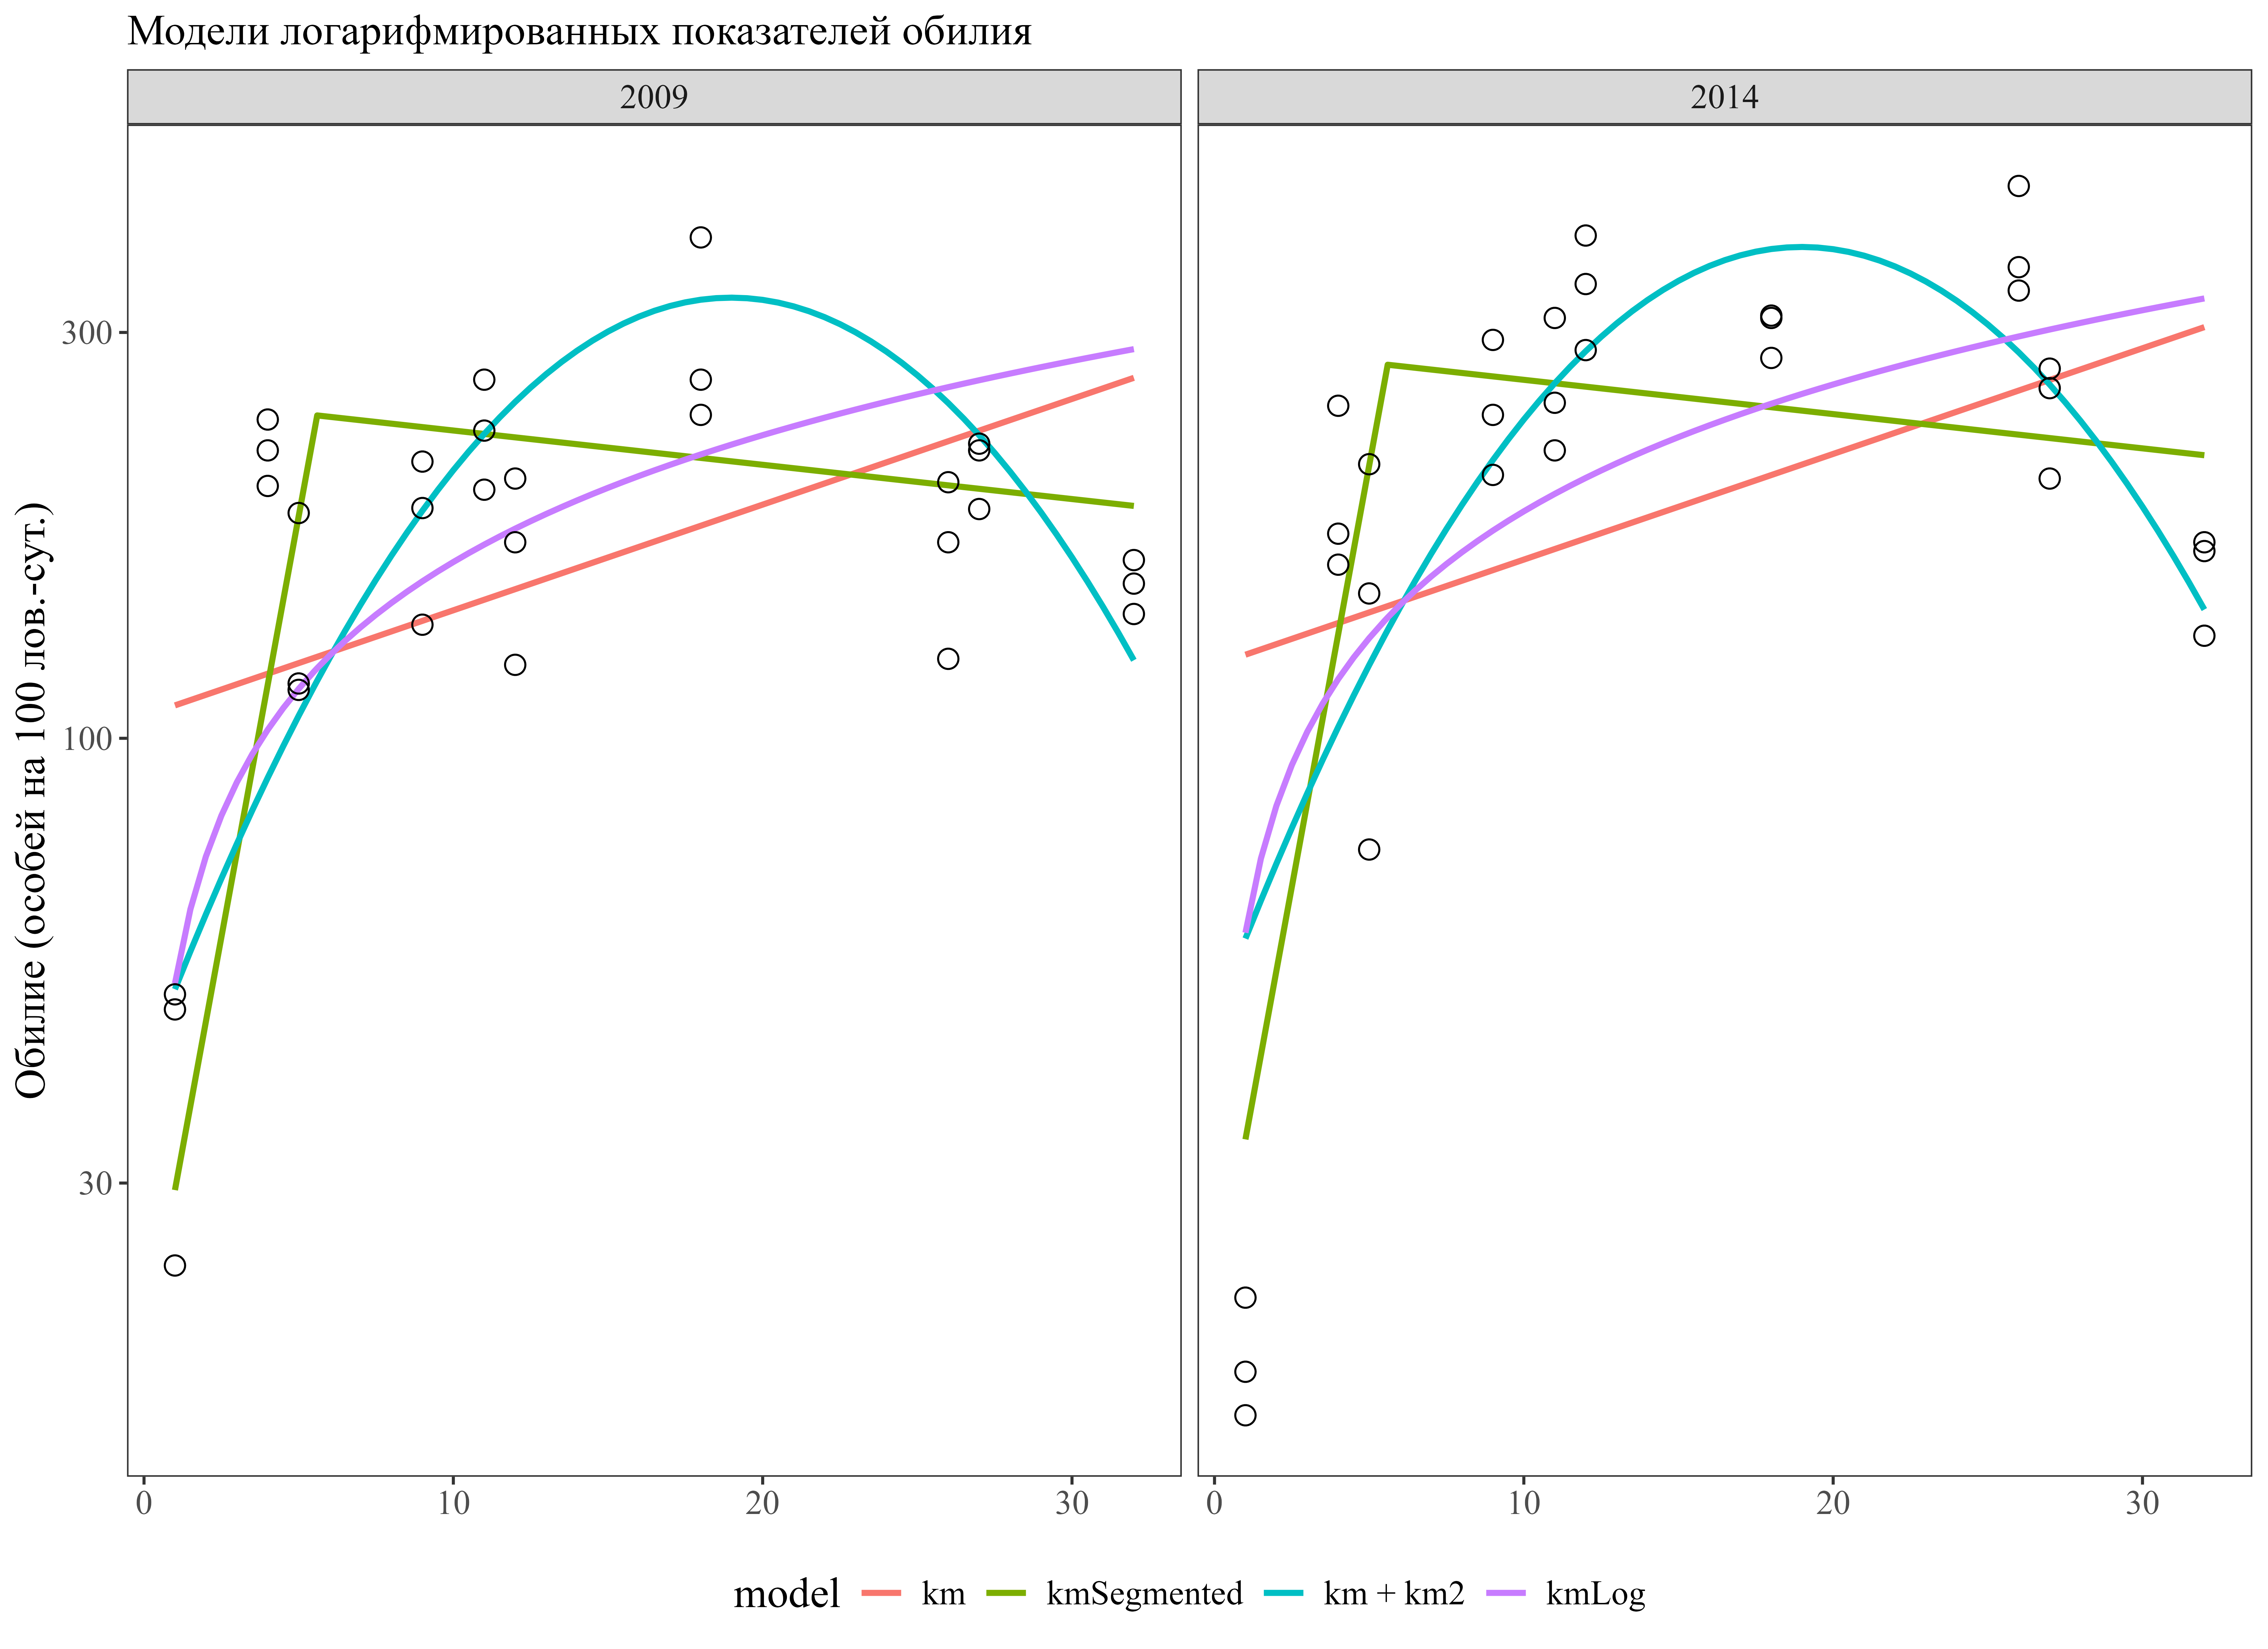 Модели логарифмированных показателей обилия
2009
2014
Обилие (особей на 100 лов.-сут.)
300
100
30
0 10 20 30
0 10 20 30
model km kmSegmented km + km2 kmLog